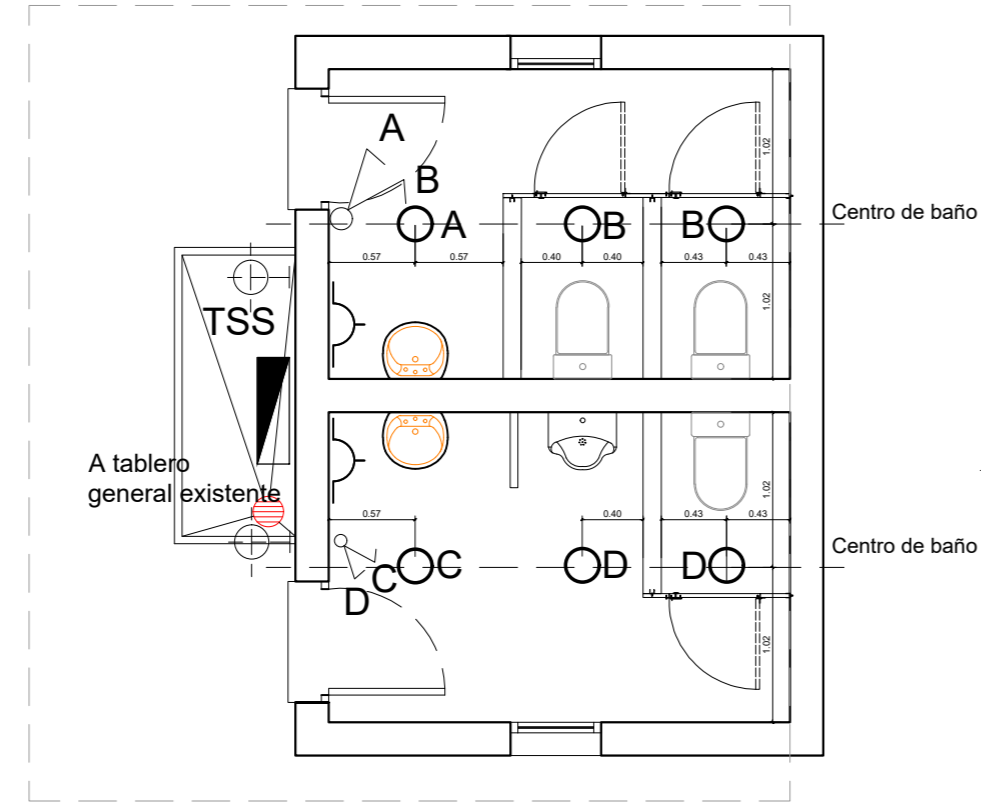 A
B
1.02
A
B
B
Centro de baño
0.57
0.57
0.40
0.40
0.43
0.43
1.02
TSS
A tablero
general existente
1.02
0.57
0.40
0.43
0.43
C
C
D
D
D
Centro de baño
1.02